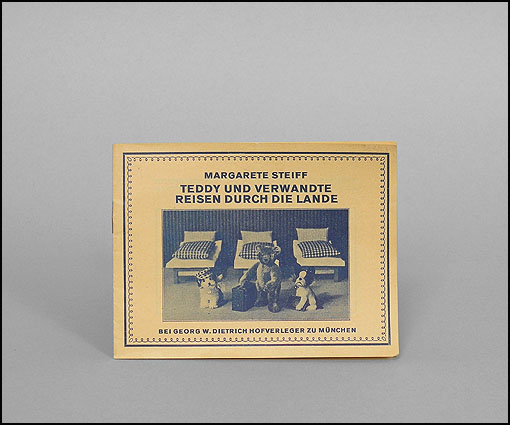 MARGARETE STEIFF
TEDDY UND VERWANDTE
REISEN DURCH DIE LANDE
BEI GEORG W. DIETRICH HOFVERLEGER ZU MÜNCHEN